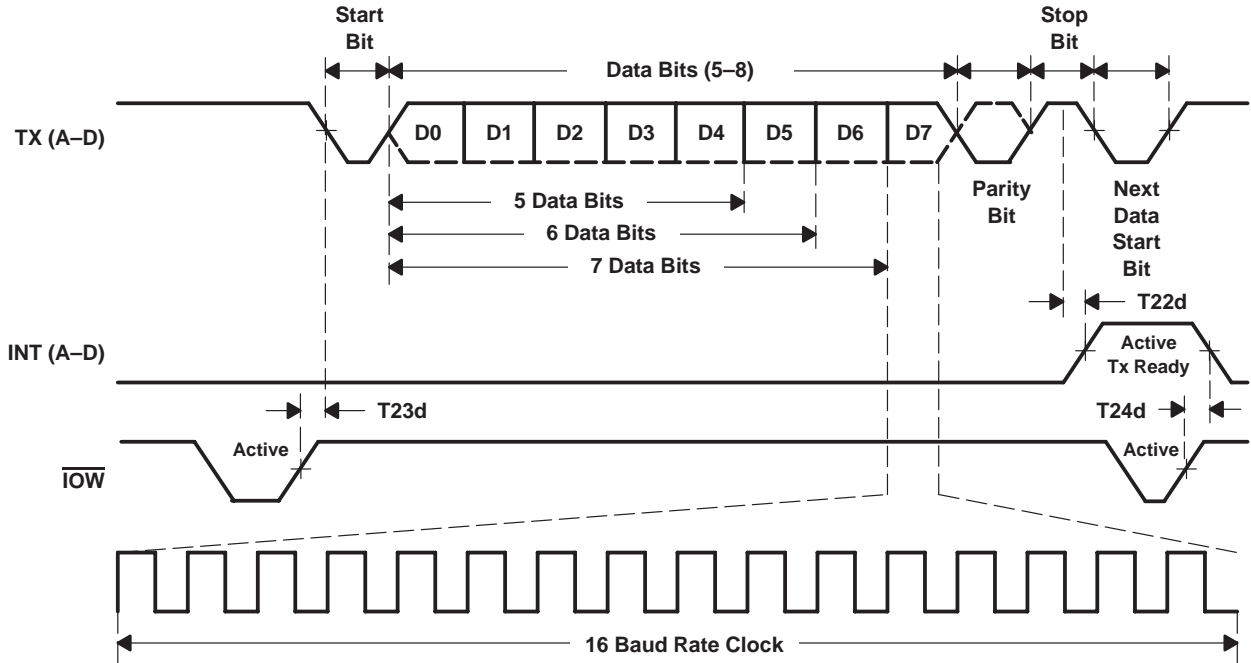 Start
Bit
Stop
Bit
Data Bits (5–8)
TX (A–D)
D0 D1 D2 D3 D4 D5 D6 D7
5 Data Bits
6 Data Bits
7 Data Bits
Parity
Bit
Next
Data
Start
Bit
T22d
INT (A–D)
Active
Tx Ready
T23d
T24d
IOW
Active
Active
16 Baud Rate Clock